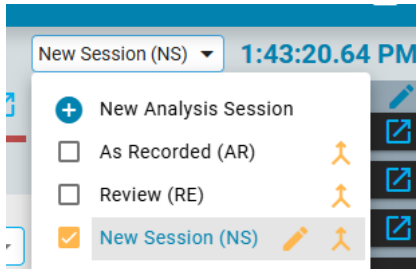 New Session (NS)
1:43:20.64 PM
New Analysis Session
As Recorded (AR)
Review (RE)
New Session (NS)